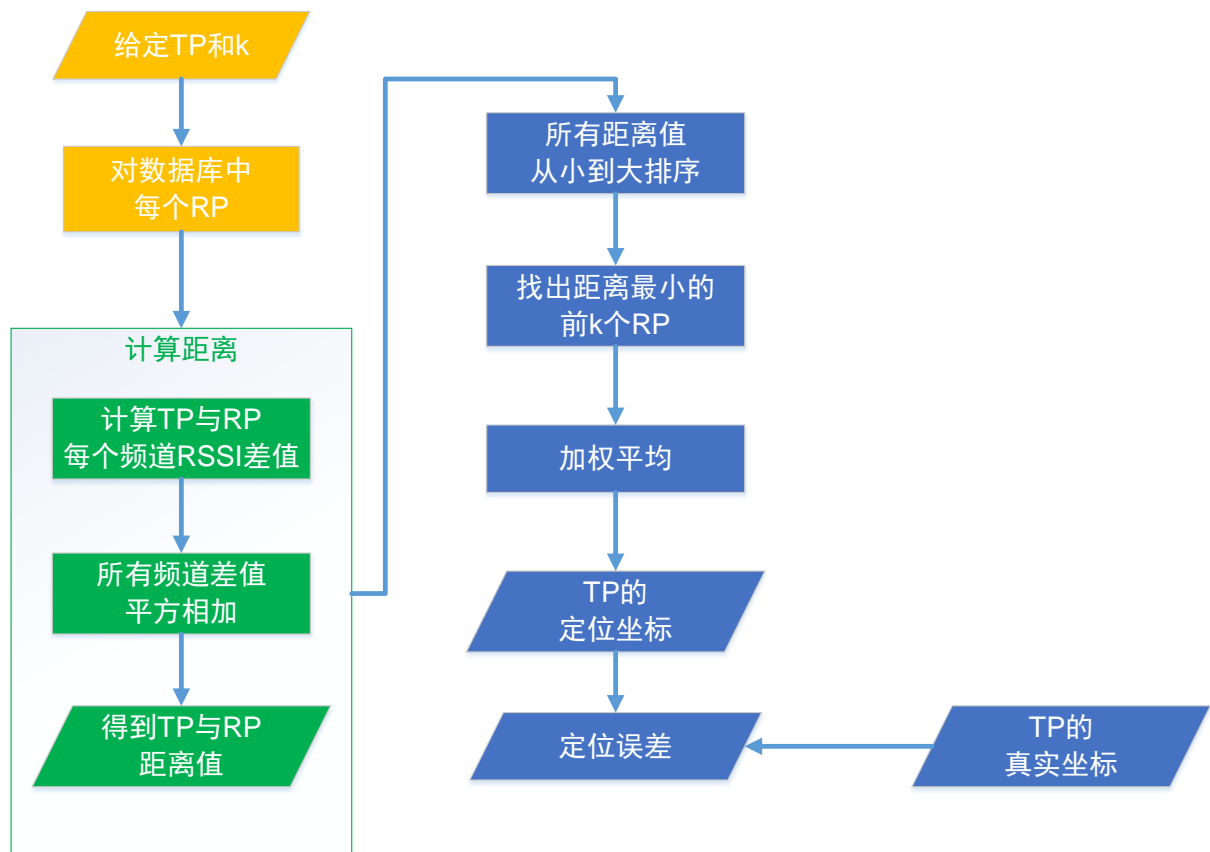 给定TP和k
对数据库中
每个RP
计算距离
计算TP与RP
每个频道RSSI差值
所有频道差值
平方相加
得到TP与RP
距离值
所有距离值
从小到大排序
找出距离最小的
前k个RP
加权平均
TP的
定位坐标
定位误差
TP的
真实坐标